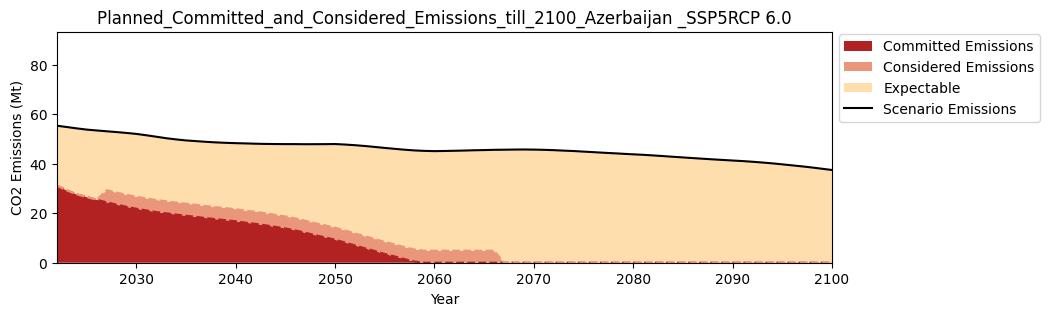 Planned_Committed_and_Considered_Emissions_till_2100_Azerbaijan _SSP5RCP 6.0
Committed Emissions
Considered Emissions
Expectable
Scenario Emissions
CO2 Emissions (Mt)
80
60
40
20
0
2030 2040 2050 2060 2070 2080 2090 2100
Year